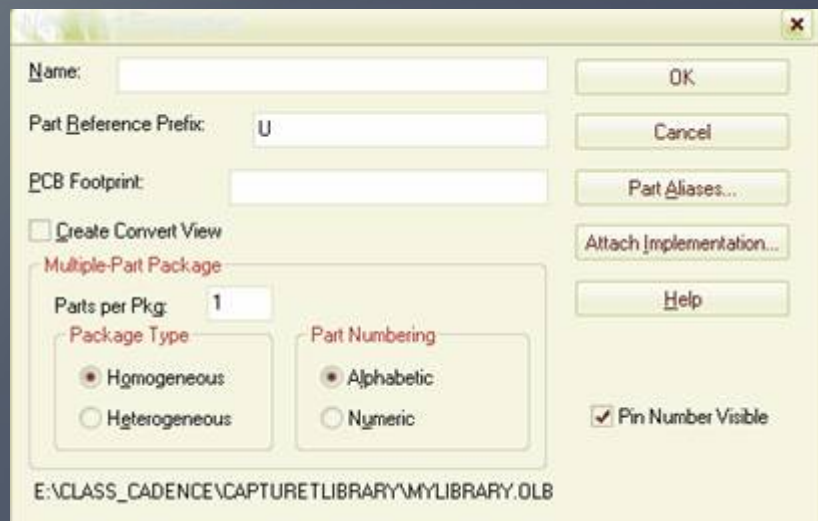 Name:
OK
Part Reference Prefix:
U
Cancel
PCB Footprint:
Part Aliases...
Create Convert View
Attach Implementation...
Multiple-Part Package
Parts per Pkg:
1
Help
Package Type
Part Numbering
Homogeneous
Alphabetic
Heterogeneous
Numeric
Pin Number Visible
E:\CLASS_CADENCE\CAPTURETLIBRARY\MYLIBRARY.OLB